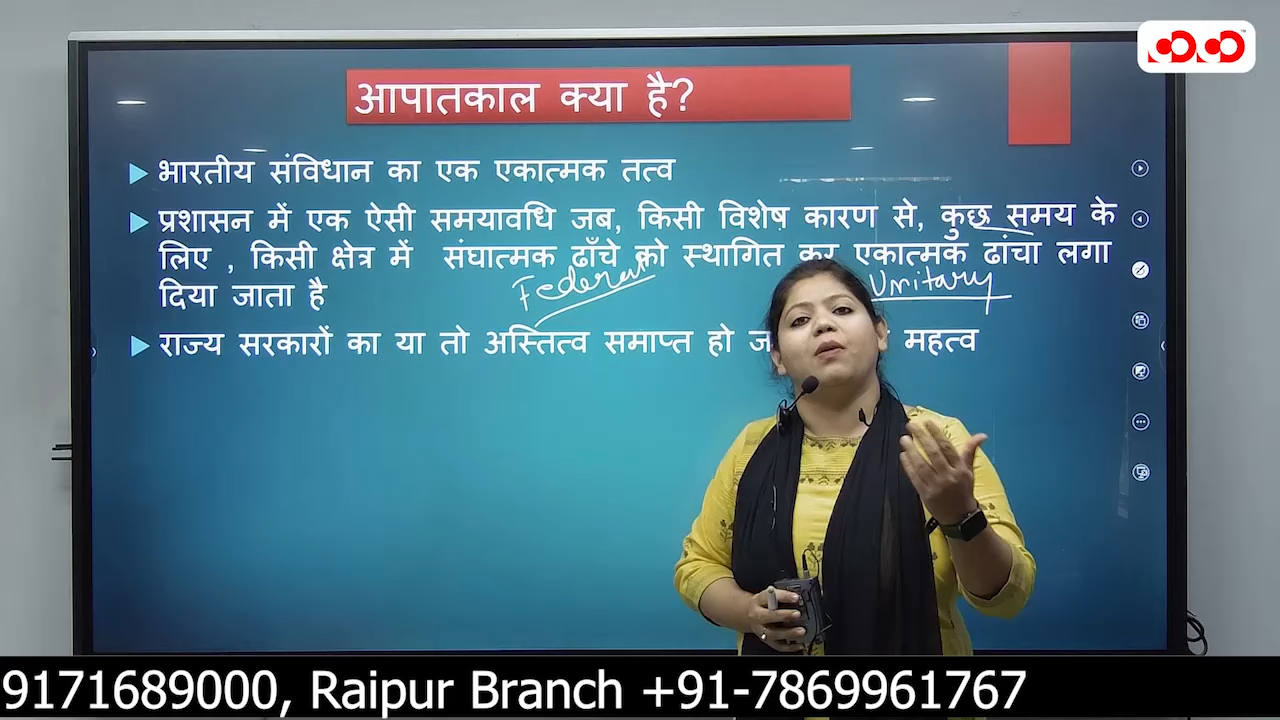 आपातकाल क्या है?
भारतीय संविधान का एक एकात्मक तत्व
प्रशासन में एक ऐसी समयावधि जब, किसी विशेष कारण से, कुछ समय के
लिए , किसी क्षेत्र में संघात्मक ढाँचे को स्थागित कर एकात्मक ढांचा लगा
दिया जाता है
Federal
Unitary
राज्य सरकारों का या तो अस्तित्व समाप्त हो महत्व
9171689000, Raipur Branch +91-7869961767